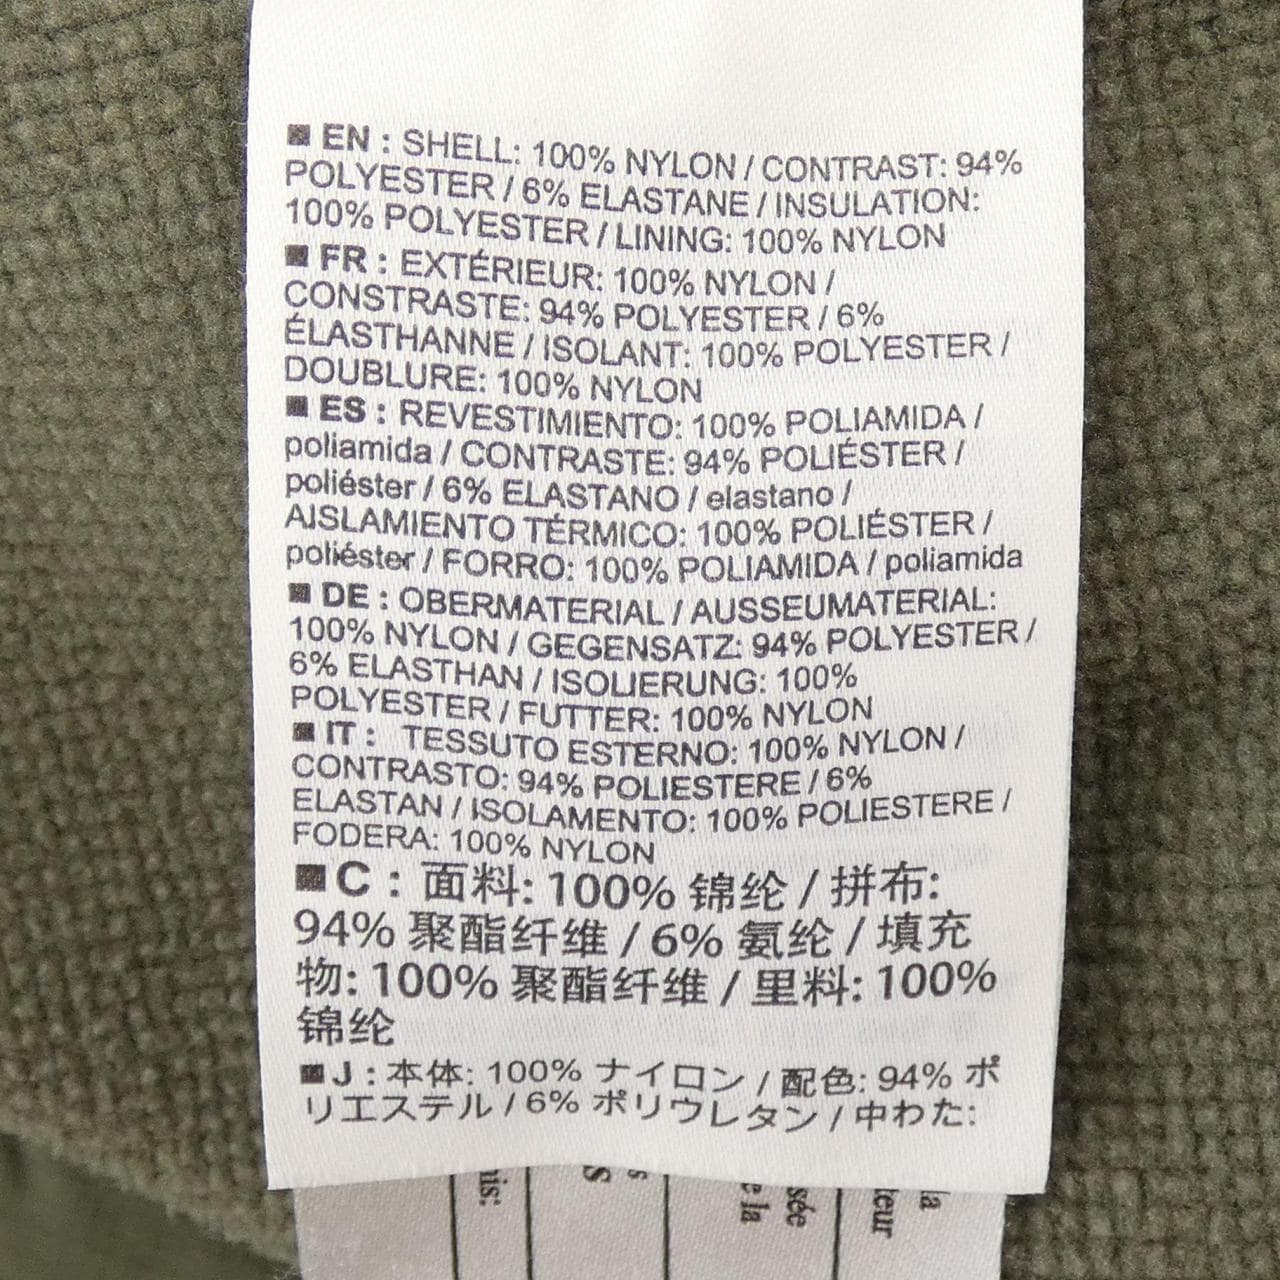 ■ EN : SHELL: 100% NYLON / CONTRAST: 94%
POLYESTER / 6% ELASTANE / INSULATION:
100% POLYESTER / LINING: 100% NYLON
■ FR : EXTÉRIEUR: 100% NYLON /
CONSTRASTE: 94% POLYESTER / 6%
ÉLASTHANNE / ISOLANT: 100% POLYESTER /
DOUBLURE: 100% NYLON
■ ES : REVESTIMIENTO: 100% POLIAMIDA /
poliamida / CONTRASTE: 94% POLIÉSTER /
poliéster / 6% ELASTANO / elastano /
AISLAMIENTO TÉRMICO: 100% POLIÉSTER /
poliéster / FORRO: 100% POLIAMIDA / poliamida
■ DE : OBERMATERIAL / AUSSEUMATERIAL:
100% NYLON / GEGENSATZ: 94% POLYESTER /
6% ELASTHAN / ISOLIERUNG: 100%
POLYESTER / FUTTER: 100% NYLON
■ IT : TESSUTO ESTERNO: 100% NYLON /
CONTRASTO: 94% POLIESTERE / 6%
ELASTAN / ISOLAMENTO: 100% POLIESTERE /
FODERA: 100% NYLON
■ C : 面料: 100% 锦纶 / 拼布:
94% 聚酯纤维 / 6% 氨纶 / 填充
物: 100% 聚酯纤维 / 里料: 100%
锦纶
■ J : 本体: 100% ナイロン / 配色: 94% ポ
リエステル / 6% ポリウレタン / 中わた:
la